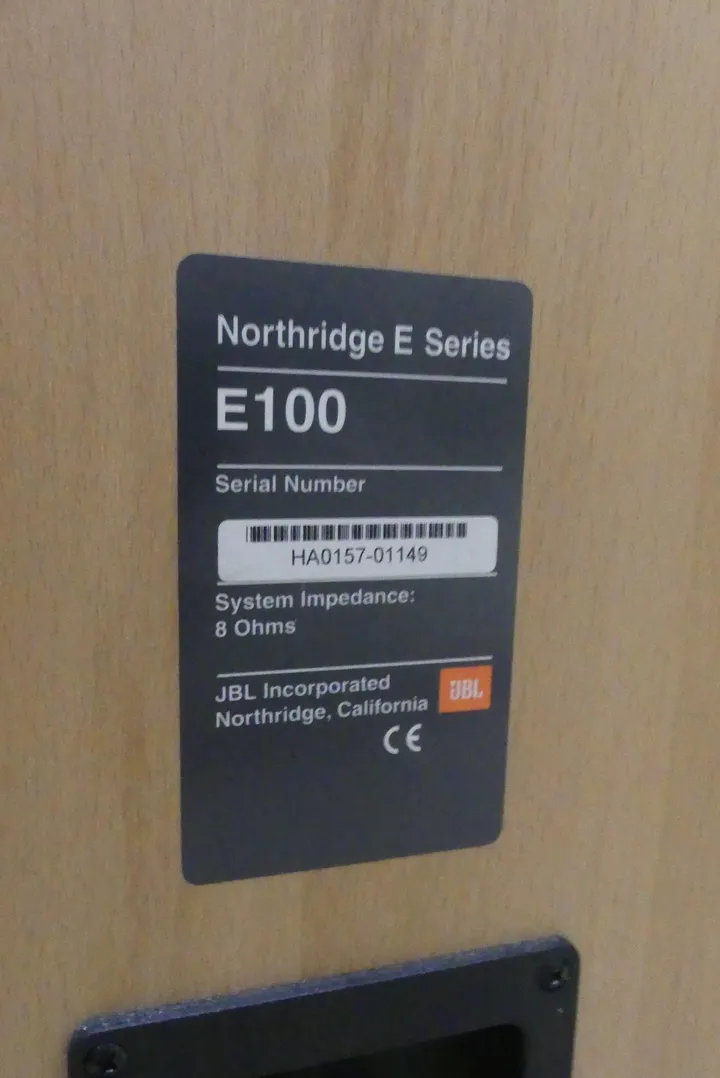 Northridge E Series
E100
Serial Number
HA0157-01149
System Impedance:
8 Ohms
JBL Incorporated
Northridge, California
JBL
CE